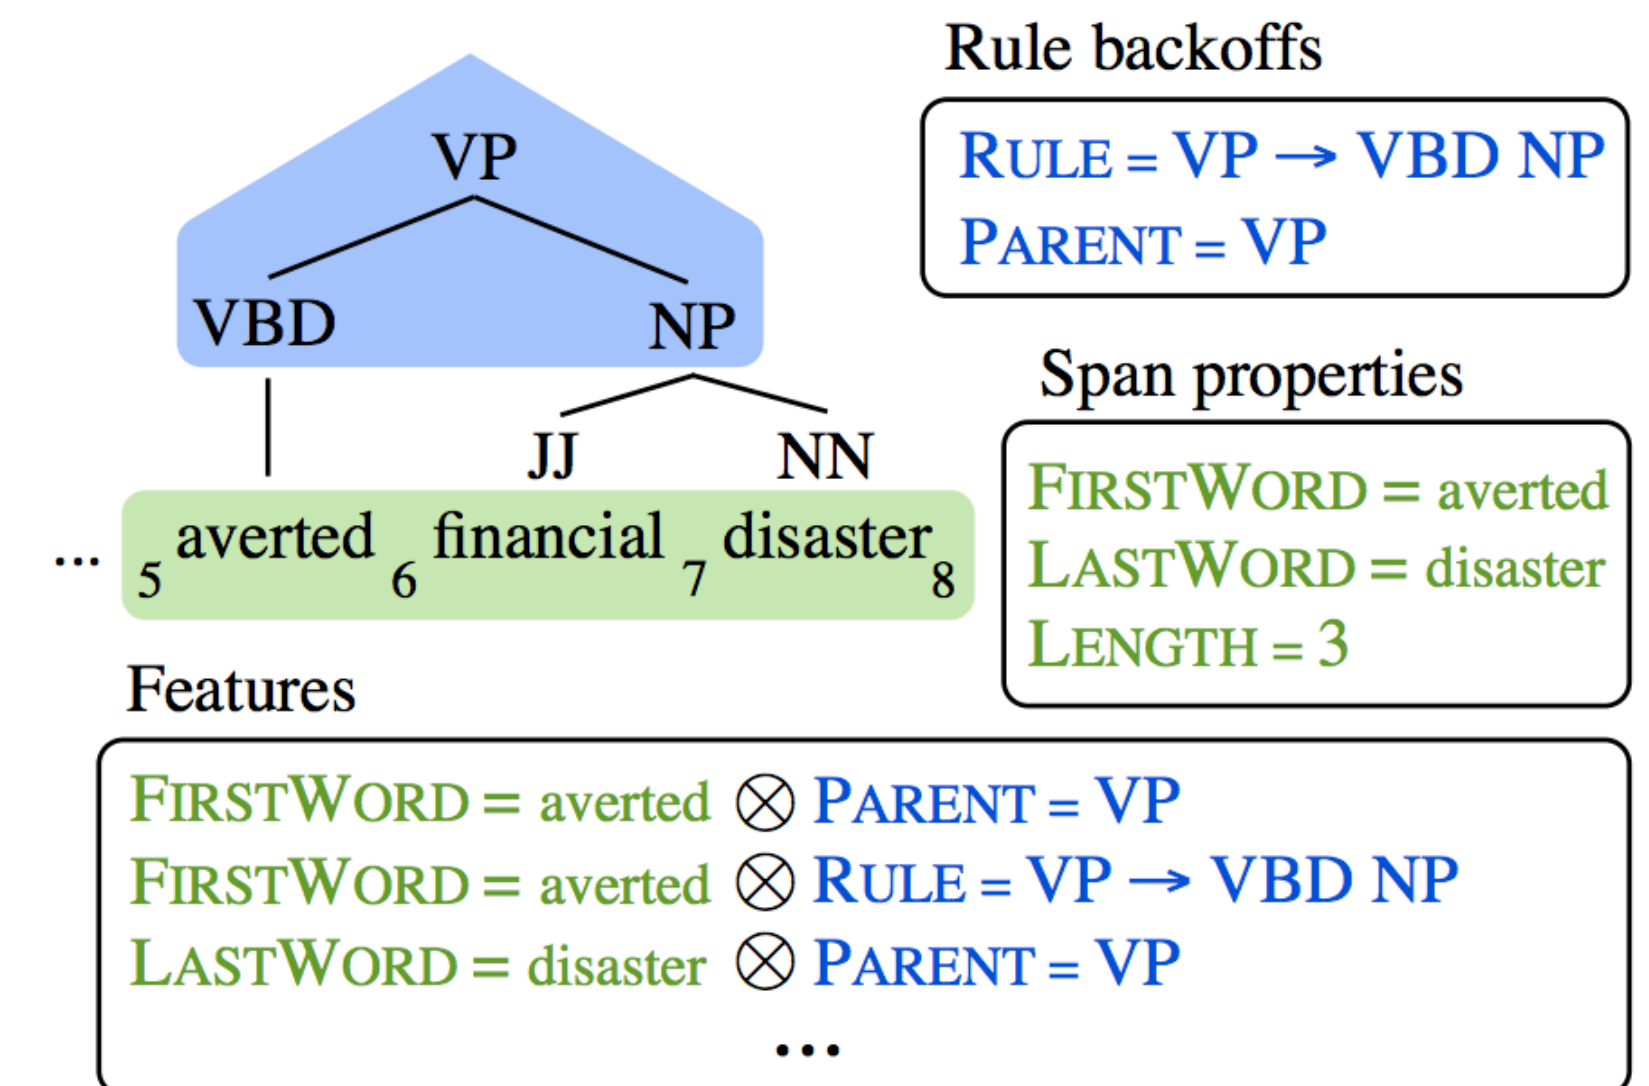 VP
VBD NP
JJ NN
... 5 averted 6 financial 7 disaster 8
Rule backoffs
RULE = VP → VBD NP
PARENT = VP
Span properties
FIRSTWORD = averted
LASTWORD = disaster
LENGTH = 3
Features
FIRSTWORD = averted ⊗ PARENT = VP
FIRSTWORD = averted ⊗ RULE = VP → VBD NP
LASTWORD = disaster ⊗ PARENT = VP
...